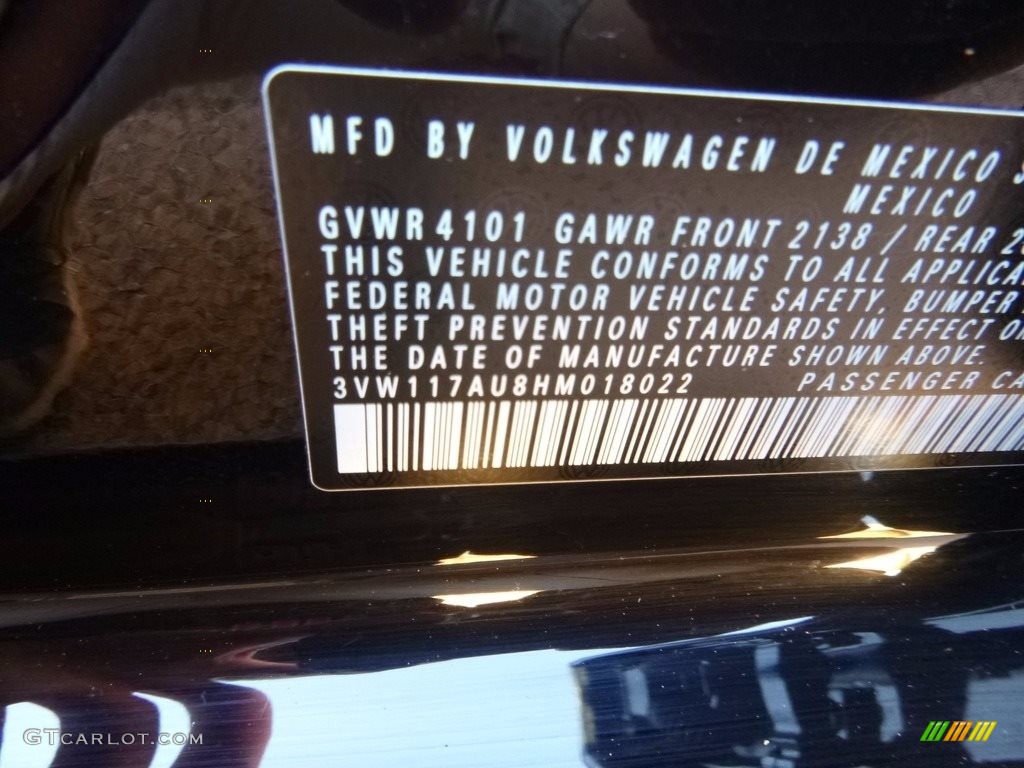 MFD BY VOLKSWAGEN DE MEXICO
MEXICO
GVWR 4101 GAWR FRONT 2138 / REAR
THIS VEHICLE CONFORMS TO ALL
FEDERAL MOTOR VEHICLE SAFETY, BUMPER
THEFT PREVENTION STANDARDS IN EFFECT
THE DATE OF MANUFACTURE SHOWN ABOVE.
3VW117AU8HM018022 PASSENGER
GTCARLOT.COM